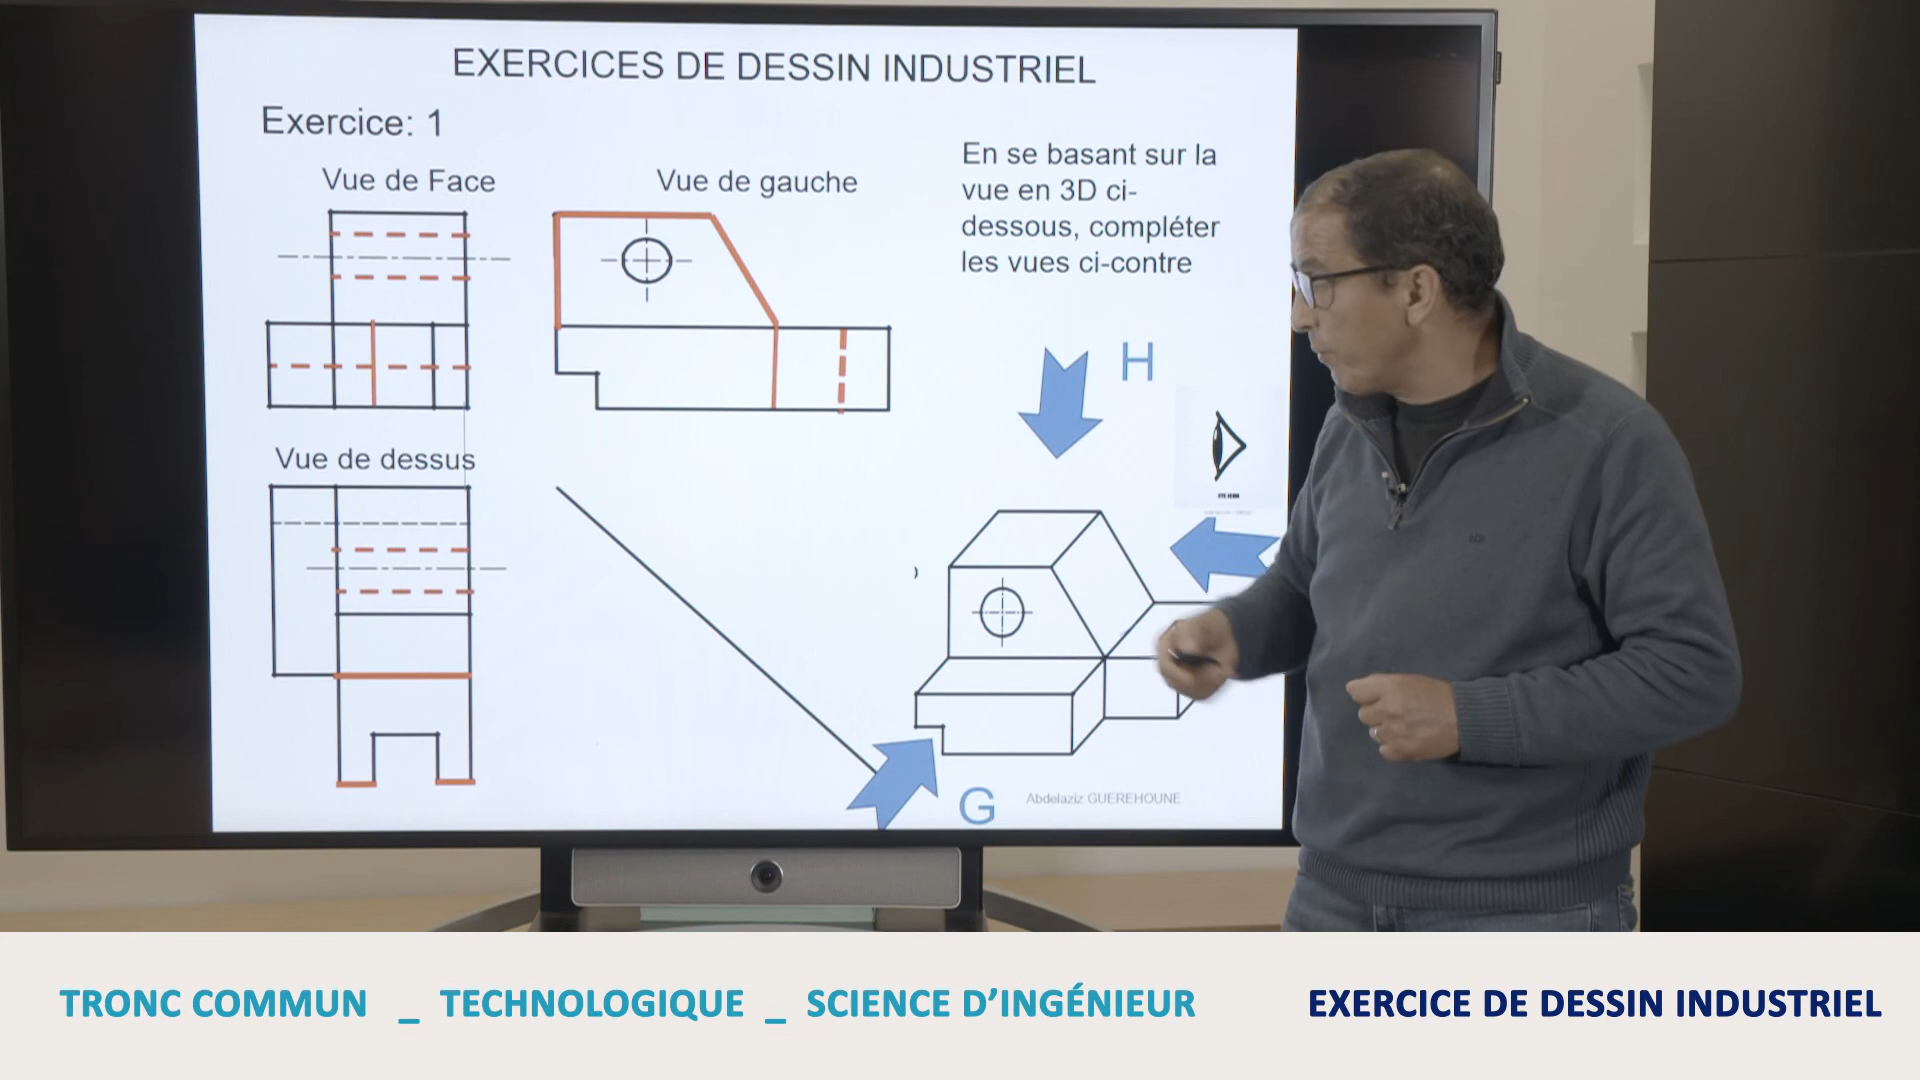 EXERCICES DE DESSIN INDUSTRIEL
Exercice: 1
Vue de Face
Vue de gauche
En se basant sur la
vue en 3D ci-
dessous, compléter
les vues ci-contre
H
Vue de dessus
G
Abdelaziz GUEREHOUNE
TRONC COMMUN _ TECHNOLOGIQUE _ SCIENCE D’INGÉNIEUR
EXERCICE DE DESSIN INDUSTRIEL